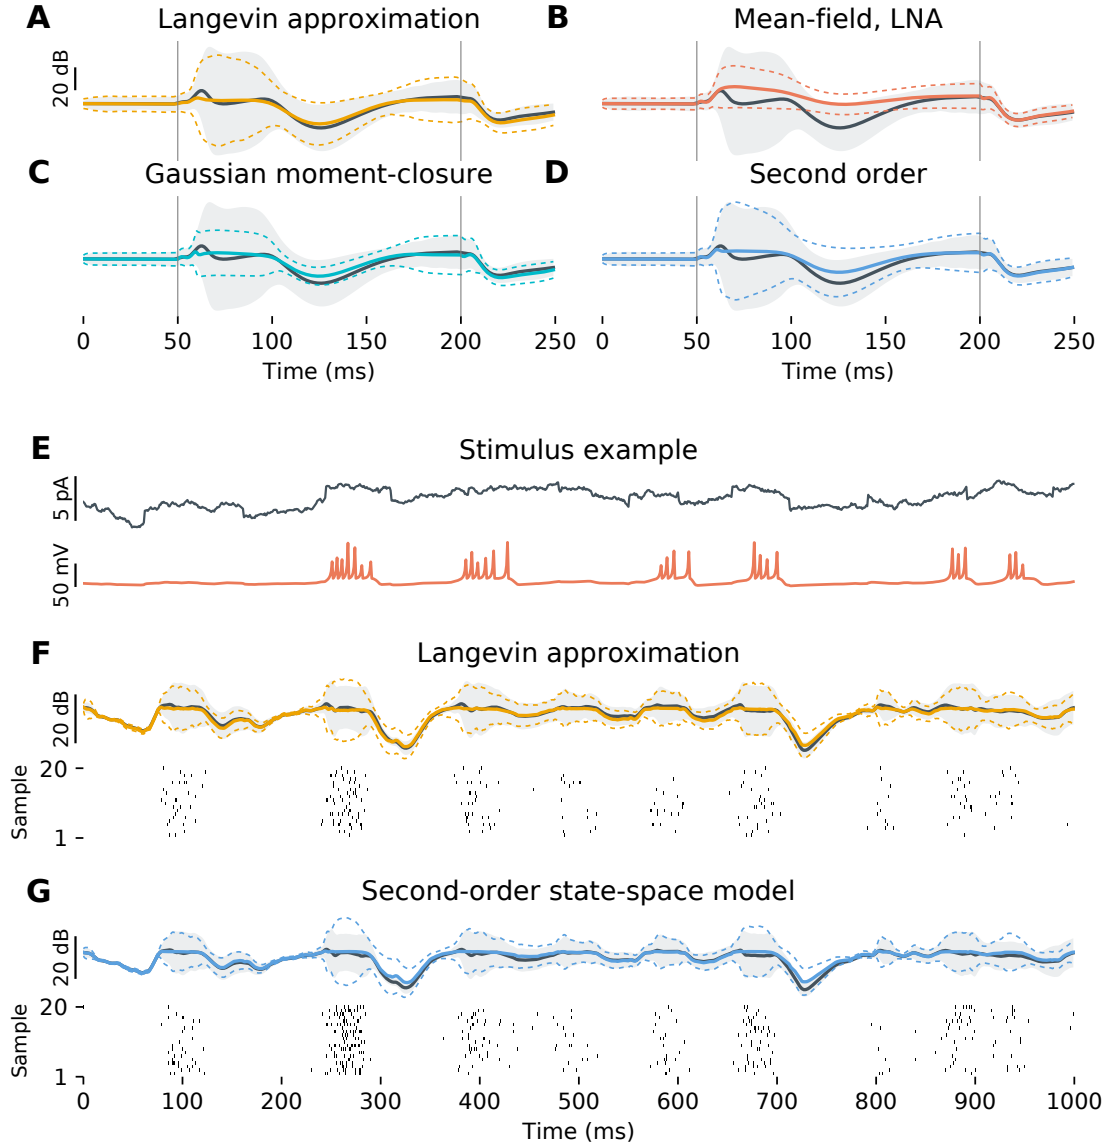 A Langevin approximation
B Mean-field, LNA
20 dB
C Gaussian moment-closure
D Second order
0 50 100 150 200 250
Time (ms)
0 50 100 150 200 250
Time (ms)
E Stimulus example
5 pA
50 mV
F Langevin approximation
20 dB
20
Sample
1
G Second-order state-space model
20 dB
20
Sample
1
0 100 200 300 400 500 600 700 800 900 1000
Time (ms)